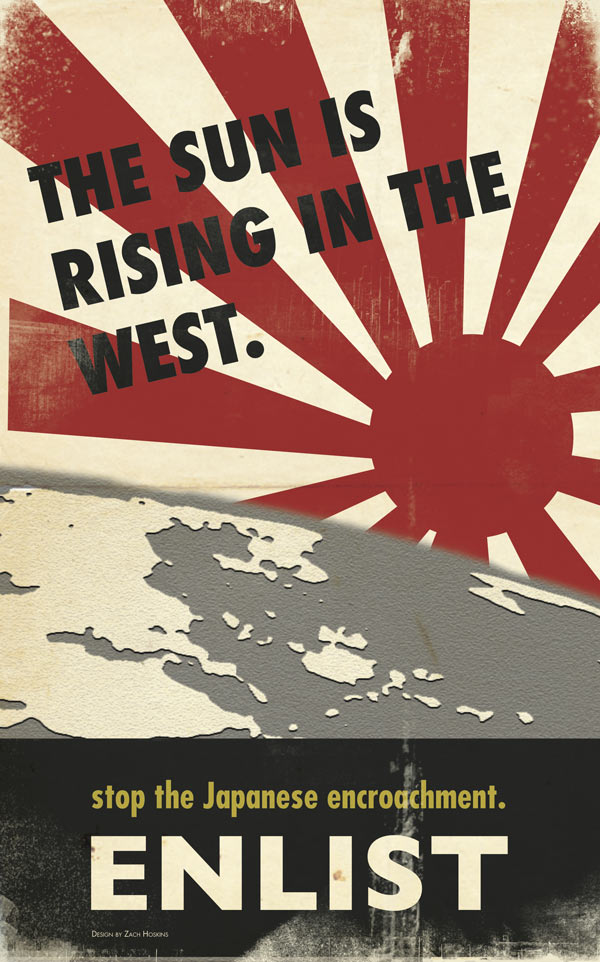 THE SUN IS
RISING IN THE
WEST.
stop the Japanese encroachment.
ENLIST
DESIGN BY ZACH HOSKINS